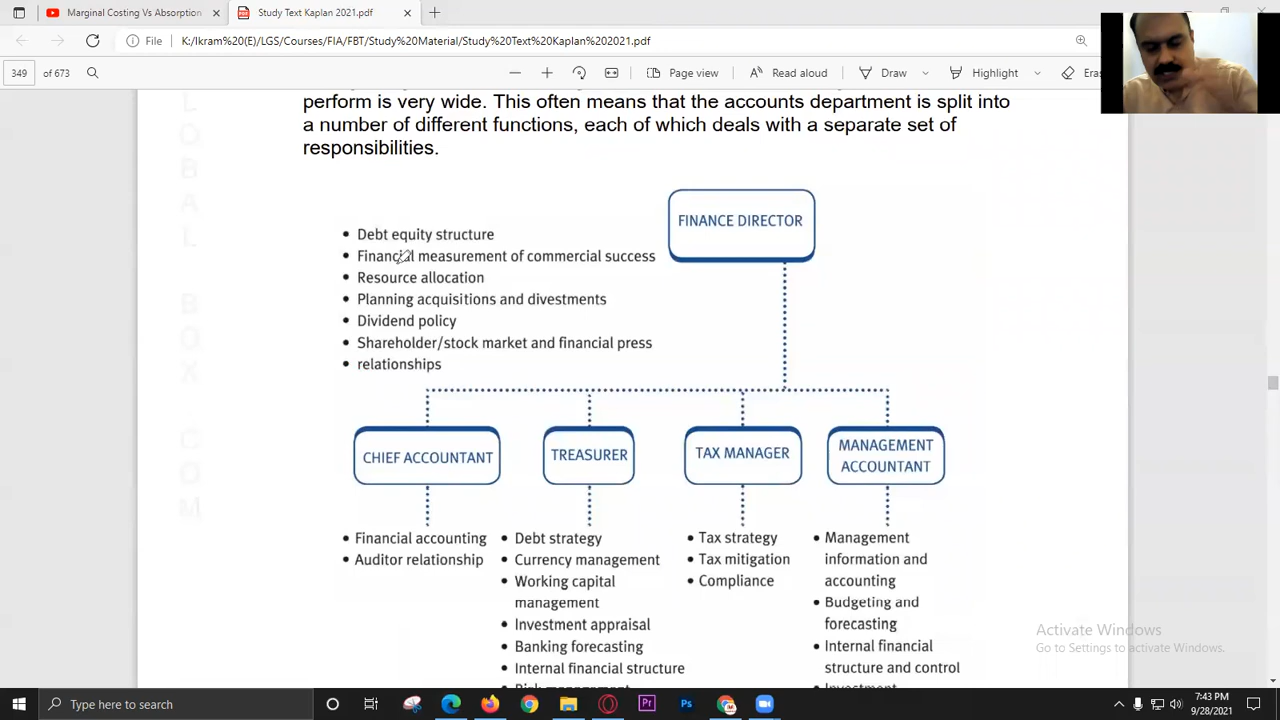 Marginal Costing Vs Absorption
Study Text Kaplan 2021.pdf
File
K:/Ikram%20(E)/LGS/Courses/FIA/FBT/Study%20Material/Study%20Text%20Kaplan%202021.pdf
349 of 673
Page view
Read aloud
Draw
Highlight
Eras
perform is very wide. This often means that the accounts department is split into
a number of different functions, each of which deals with a separate set of
responsibilities.
FINANCE DIRECTOR
• Debt equity structure
• Financial measurement of commercial success
• Resource allocation
• Planning acquisitions and divestments
• Dividend policy
• Shareholder/stock market and financial press
• relationships
CHIEF ACCOUNTANT
• Financial accounting
• Auditor relationship
TREASURER
• Debt strategy
• Currency management
• Working capital
management
• Investment appraisal
• Banking forecasting
• Internal financial structure
• Risk management
TAX MANAGER
• Tax strategy
• Tax mitigation
• Compliance
MANAGEMENT
ACCOUNTANT
• Management
information and
accounting
• Budgeting and
forecasting
• Internal financial
structure and control
• Investment
L
O
B
A
L
B
O
X
C
O
M
Activate Windows
Go to Settings to activate Windows.
Type here to search
7:43 PM
9/28/2021